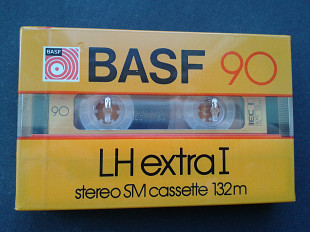 BASF
BASF 90
90
IEC I
LH extra I
stereo SM cassette 132m